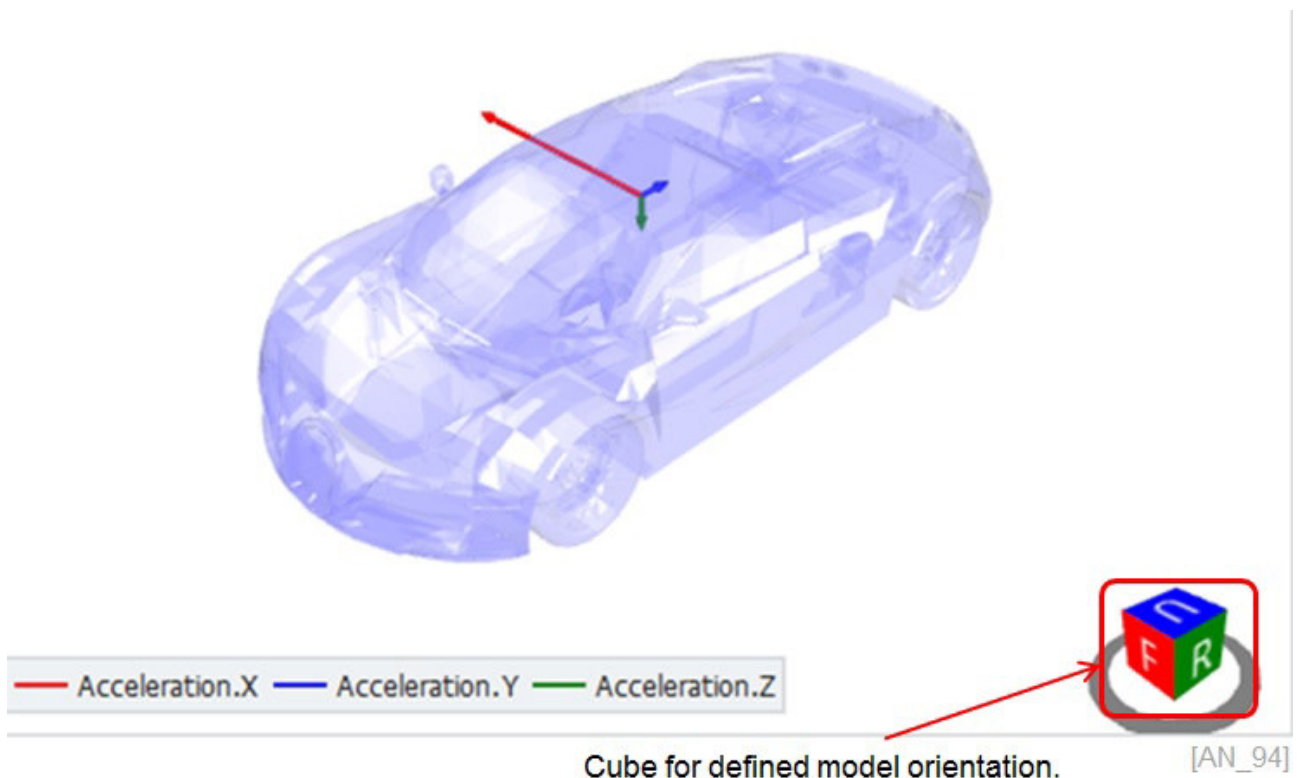 U
F R
Acceleration.X Acceleration.Y Acceleration.Z
Cube for defined model orientation.
[AN_94]